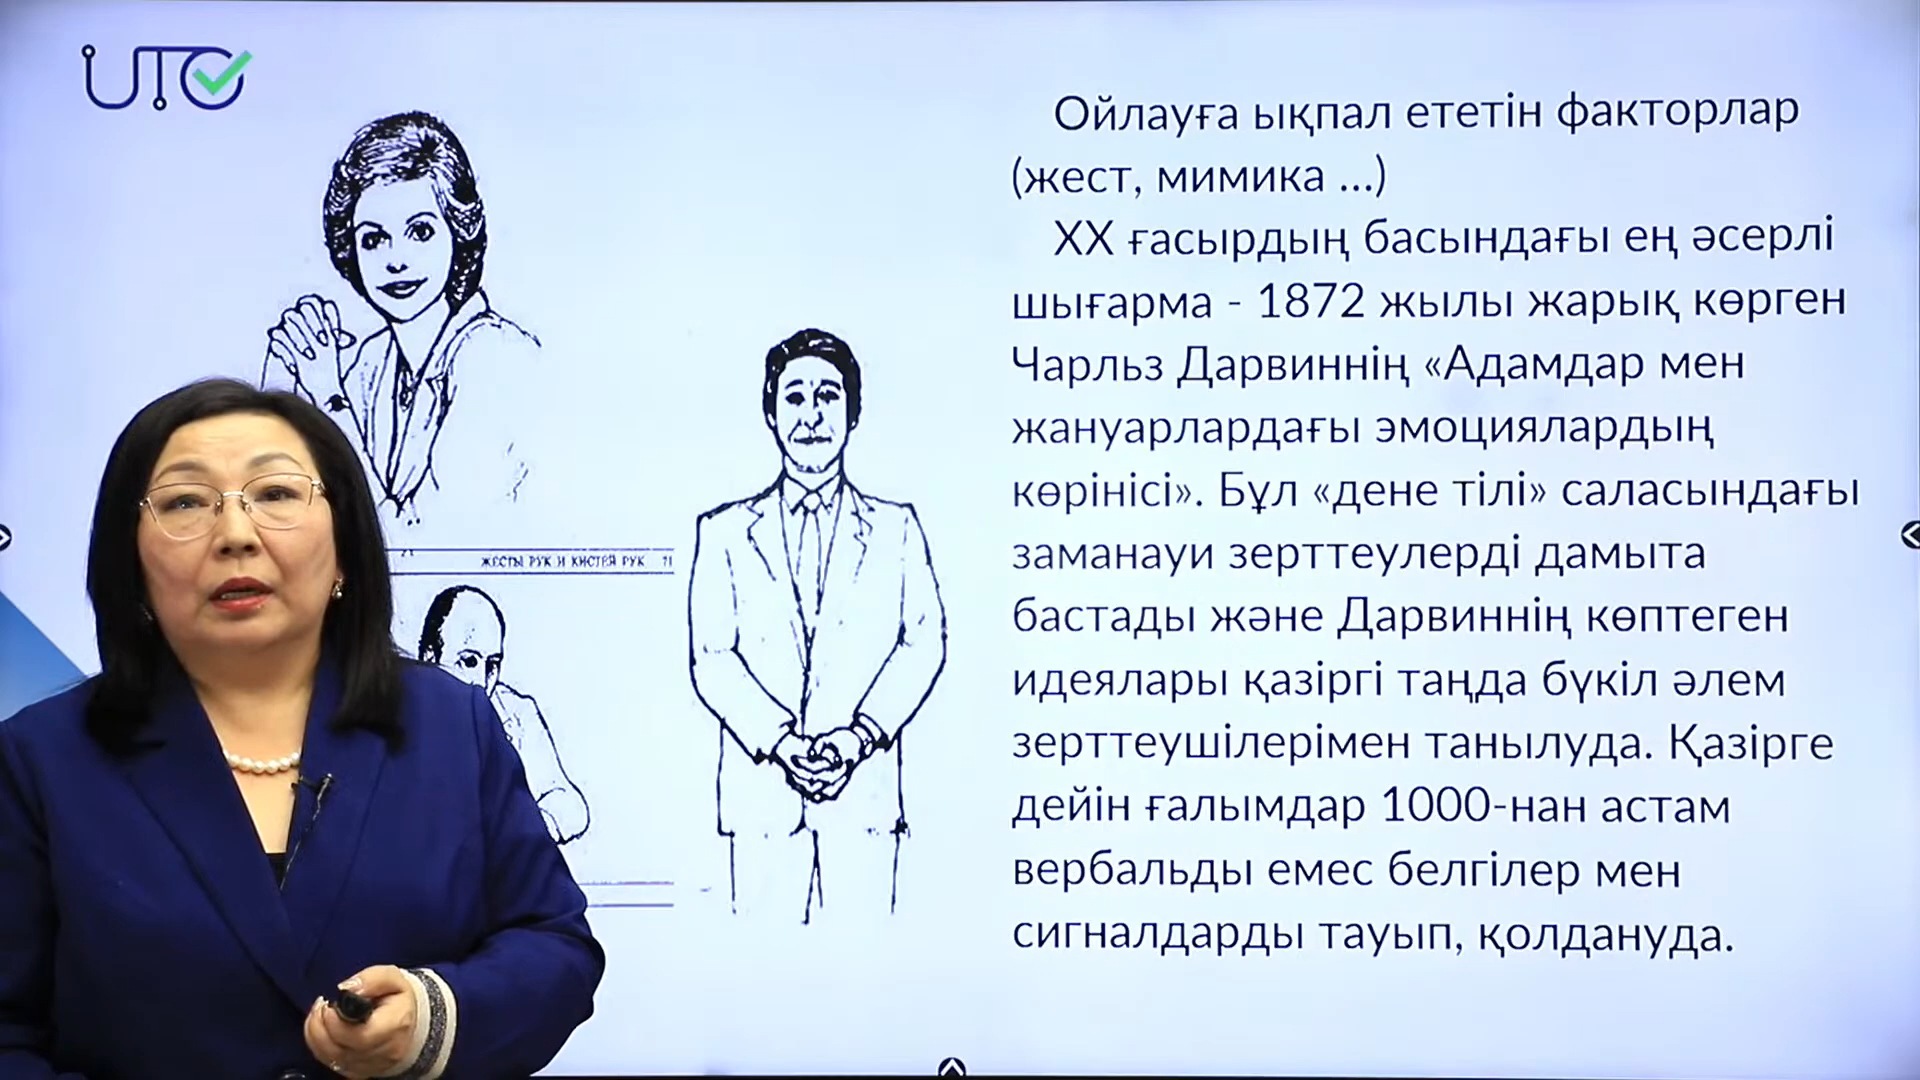 UTO
Ойлауға ықпал ететін факторлар
(жест, мимика ...)
ХХ ғасырдың басындағы ең әсерлі
шығарма - 1872 жылы жарық көрген
Чарльз Дарвиннің «Адамдар мен
жануарлардағы эмоциялардың
көрінісі». Бұл «дене тілі» саласындағы
заманауи зерттеулерді дамыта
бастады және Дарвиннің көптеген
идеялары қазіргі таңда бүкіл әлем
зерттеушілерімен танылуда. Қазірге
дейін ғалымдар 1000-нан астам
вербальды емес белгілер мен
сигналдарды тауып, қолдануда.
ЖЕСТЫ РУК И КИСТЕЙ РУК 71